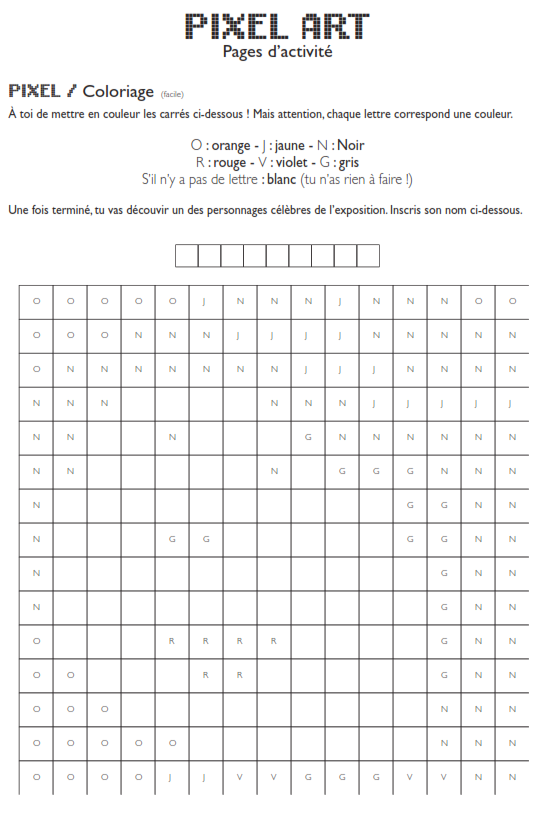 PIXEL ART
Pages d'activité
PIXEL / Coloriage (facile)
À toi de mettre en couleur les carrés ci-dessous ! Mais attention, chaque lettre correspond une couleur.
O : orange - J : jaune - N : Noir
R : rouge - V : violet - G : gris
S'il n'y a pas de lettre : blanc (tu n'as rien à faire !)
Une fois terminé, tu vas découvir un des personnages célèbres de l'exposition. Inscris son nom ci-dessous.
O O O O O J N N N J N N N O O
O O O N N N J J J J N N N N N
O N N N N N N N J J J N N N N
N N N N N N J J J J J
N N N G N N N N N N
N N N G G G N N N
N G G N N
N G G G G N N
N G N N
N G N N
O R R R R G N N
O O R R G N N
O O O N N N
O O O O O N N N
O O O O J J V V G G G V V N N